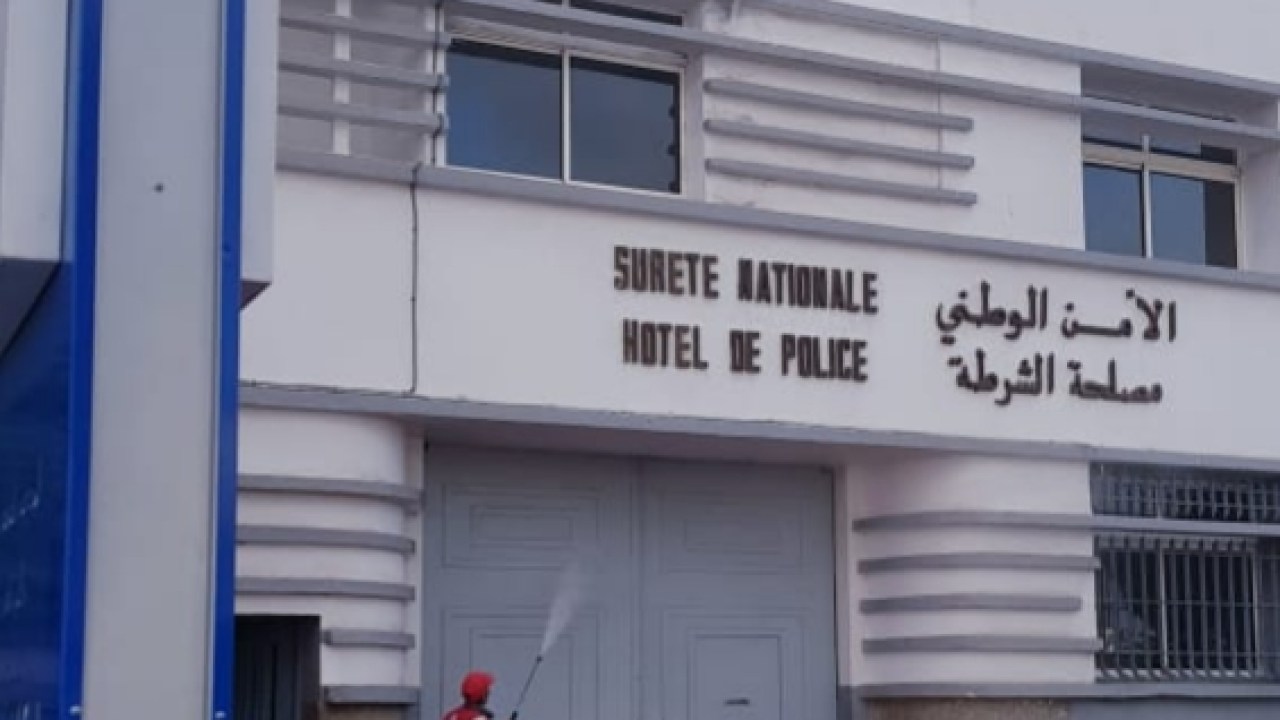 SURETE NATIONALE
HOTEL DE POLICE
الأمن الوطني
مصلحة الشرطة